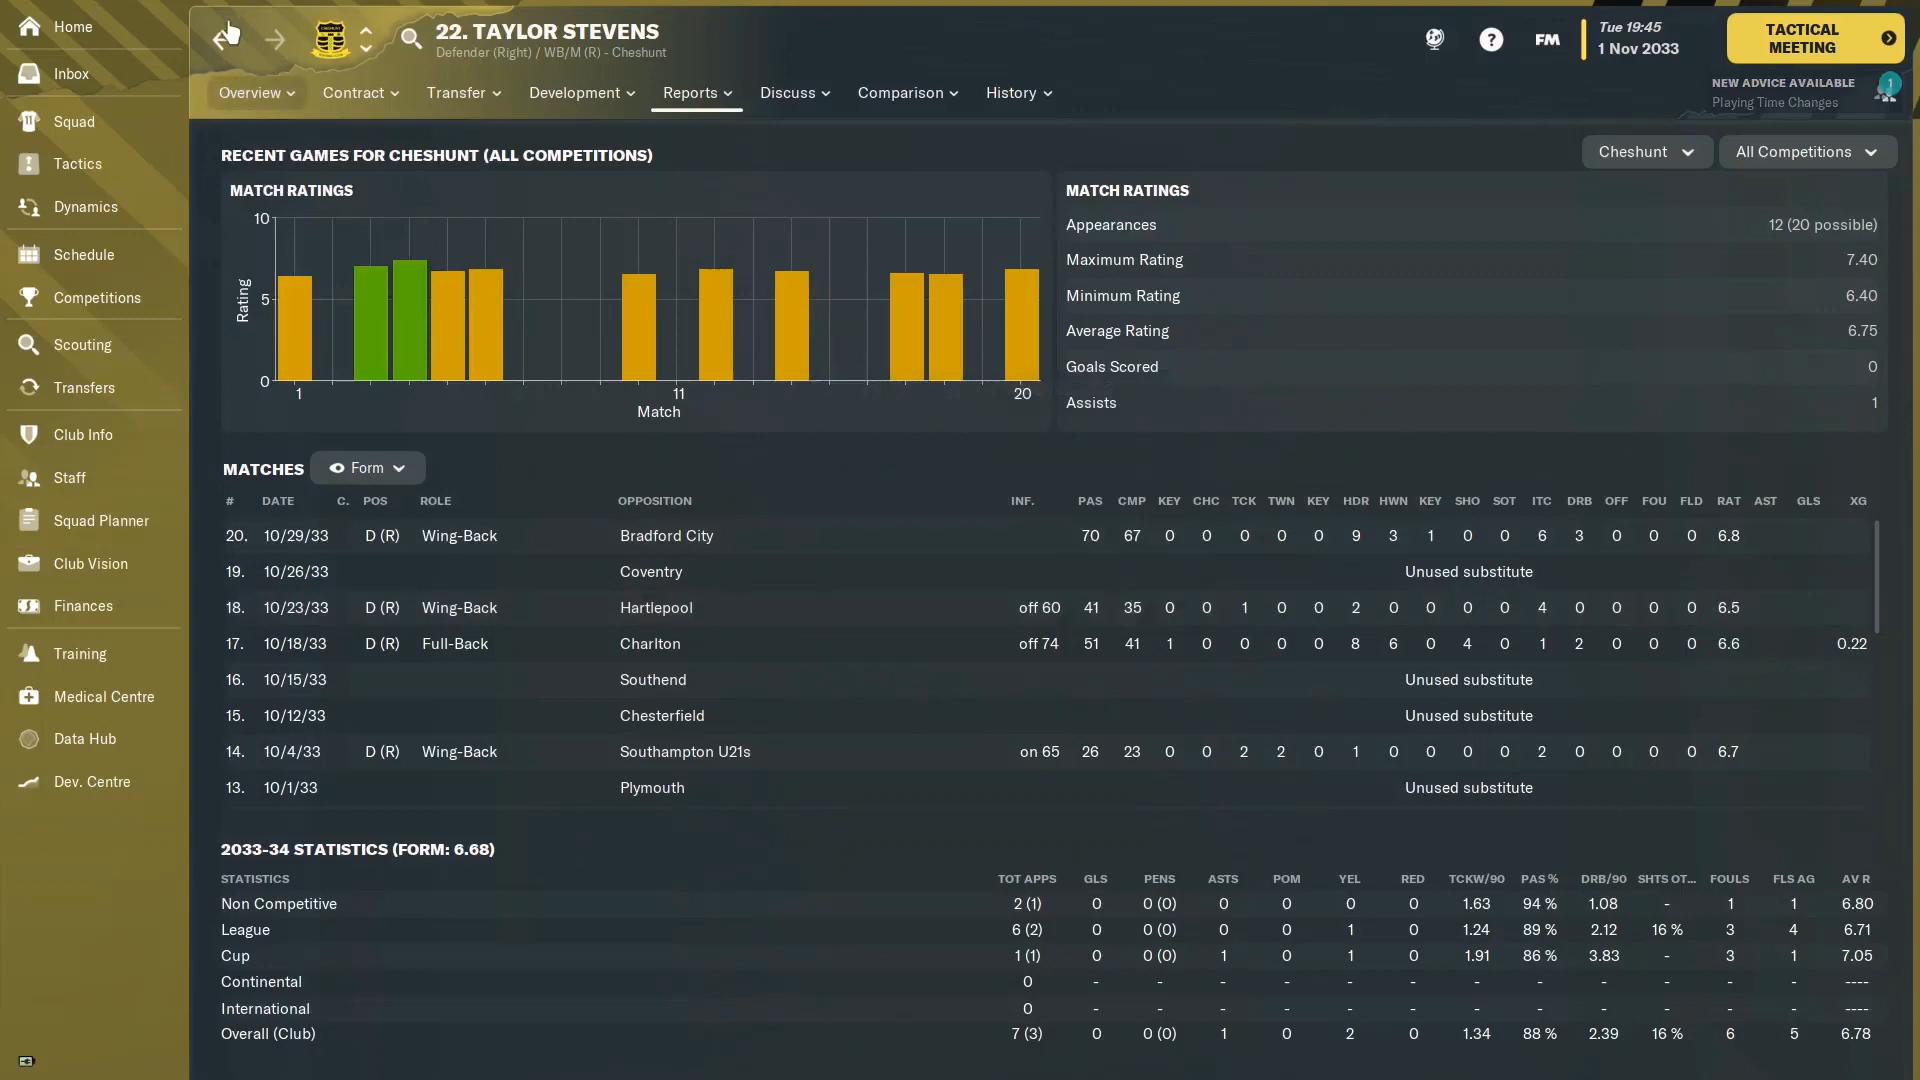 Home
Inbox
Squad
Tactics
Dynamics
Schedule
Competitions
Scouting
Transfers
Club Info
Staff
Squad Planner
Club Vision
Finances
Training
Medical Centre
Data Hub
Dev. Centre
22. TAYLOR STEVENS
Defender (Right) / WB/M (R) - Cheshunt
FM
Tue 19:45
1 Nov 2033
TACTICAL MEETING
NEW ADVICE AVAILABLE
Playing Time Changes
1
Overview Contract Transfer Development Reports Discuss Comparison History
RECENT GAMES FOR CHESHUNT (ALL COMPETITIONS)
Cheshunt All Competitions
MATCH RATINGS
10
5
0
Rating
1 11 20
Match
MATCH RATINGS
Appearances 12 (20 possible)
Maximum Rating 7.40
Minimum Rating 6.40
Average Rating 6.75
Goals Scored 0
Assists 1
MATCHES Form
# DATE C. POS ROLE OPPOSITION INF. PAS CMP KEY CHC TCK TWN KEY HDR HWN KEY SHO SOT ITC DRB OFF FOU FLD RAT AST GLS XG
20. 10/29/33 D (R) Wing-Back Bradford City 70 67 0 0 0 0 0 9 3 1 0 0 6 3 0 0 0 6.8
19. 10/26/33 Coventry Unused substitute
18. 10/23/33 D (R) Wing-Back Hartlepool off 60 41 35 0 0 1 0 0 2 0 0 0 0 4 0 0 0 0 6.5
17. 10/18/33 D (R) Full-Back Charlton off 74 51 41 1 0 0 0 0 8 6 0 4 0 1 2 0 0 0 6.6 0.22
16. 10/15/33 Southend Unused substitute
15. 10/12/33 Chesterfield Unused substitute
14. 10/4/33 D (R) Wing-Back Southampton U21s on 65 26 23 0 0 2 2 0 1 0 0 0 0 2 0 0 0 0 6.7
13. 10/1/33 Plymouth Unused substitute
2033-34 STATISTICS (FORM: 6.68)
STATISTICS TOT APPS GLS PENS ASTS POM YEL RED TCKW/90 PAS % DRB/90 SHTS OT... FOULS FLS AG AV R
Non Competitive 2 (1) 0 0 (0) 0 0 0 0 1.63 94 % 1.08 - 1 1 6.80
League 6 (2) 0 0 (0) 0 0 1 0 1.24 89 % 2.12 16 % 3 4 6.71
Cup 1 (1) 0 0 (0) 1 0 1 0 1.91 86 % 3.83 - 3 1 7.05
Continental 0 - - - - - - - - - - - - ----
International 0 - - - - - - - - - - - - ----
Overall (Club) 7 (3) 0 0 (0) 1 0 2 0 1.34 88 % 2.39 16 % 6 5 6.78